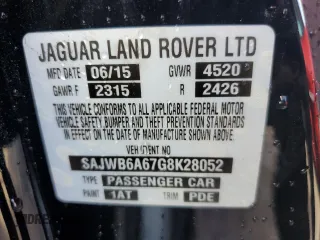 JAGUAR LAND ROVER LTD
MFD DATE 06/15 GVWR 4520
GAWR F 2315 R 2426
THIS VEHICLE CONFORMS TO ALL APPLICABLE FEDERAL MOTOR
VEHICLE SAFETY BUMPER AND THEFT PREVENTION STANDARDS
IN EFFECT ON THE DATE OF MANUFACTURE SHOWN ABOVE
VEH IDENT NO
SAJWB6A67G8K28052
TYPE PASSENGER CAR
PAINT 1AT TRIM PDE